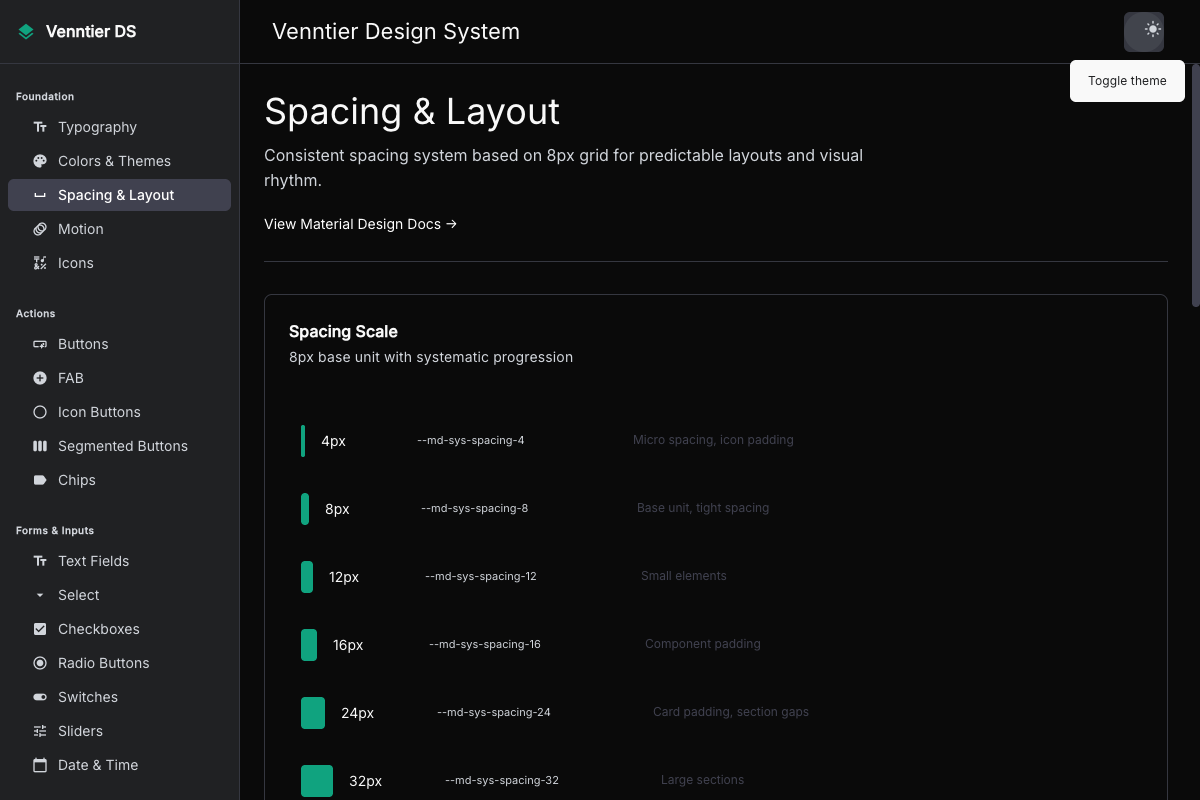 Venntier DS
Venntier Design System
Toggle theme
Foundation
Typography
Colors & Themes
Spacing & Layout
Motion
Icons
Actions
Buttons
FAB
Icon Buttons
Segmented Buttons
Chips
Forms & Inputs
Text Fields
Select
Checkboxes
Radio Buttons
Switches
Sliders
Date & Time
Spacing & Layout
Consistent spacing system based on 8px grid for predictable layouts and visual
rhythm.
View Material Design Docs →
Spacing Scale
8px base unit with systematic progression
4px --md-sys-spacing-4 Micro spacing, icon padding
8px --md-sys-spacing-8 Base unit, tight spacing
12px --md-sys-spacing-12 Small elements
16px --md-sys-spacing-16 Component padding
24px --md-sys-spacing-24 Card padding, section gaps
32px --md-sys-spacing-32 Large sections